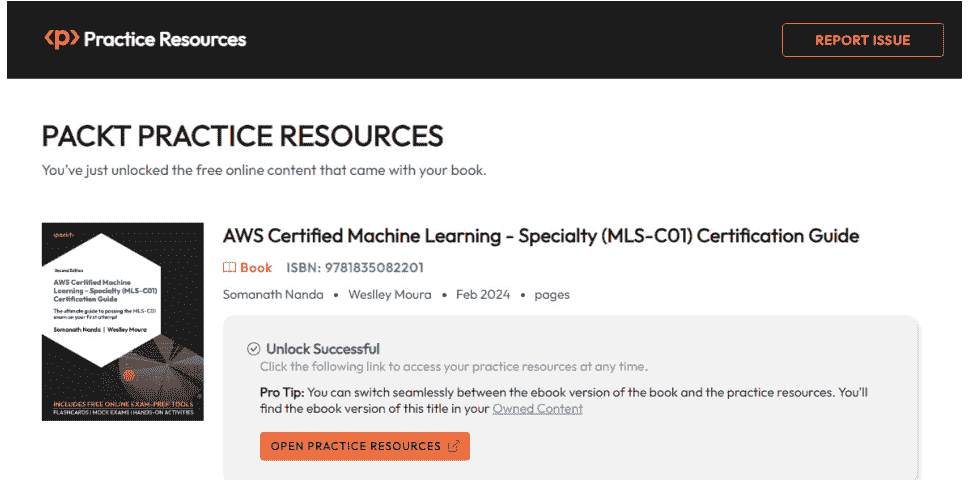 <p> Practice Resources
REPORT ISSUE
PACKT PRACTICE RESOURCES
You've just unlocked the free online content that came with your book.
<packt>
Second Edition
AWS Certified Machine
Learning - Specialty (MLS-C01)
Certification Guide
The ultimate guide to passing the MLS-C01
exam on your first attempt
Somanath Nanda | Weslley Moura
INCLUDES FREE ONLINE EXAM-PREP TOOLS
FLASHCARDS | MOCK EXAMS | HANDS-ON ACTIVITIES
AWS Certified Machine Learning - Specialty (MLS-C01) Certification Guide
Book ISBN: 9781835082201
Somanath Nanda • Weslley Moura • Feb 2024 • pages
Unlock Successful
Click the following link to access your practice resources at any time.
Pro Tip: You can switch seamlessly between the ebook version of the book and the practice resources. You'll
find the ebook version of this title in your Owned Content
OPEN PRACTICE RESOURCES